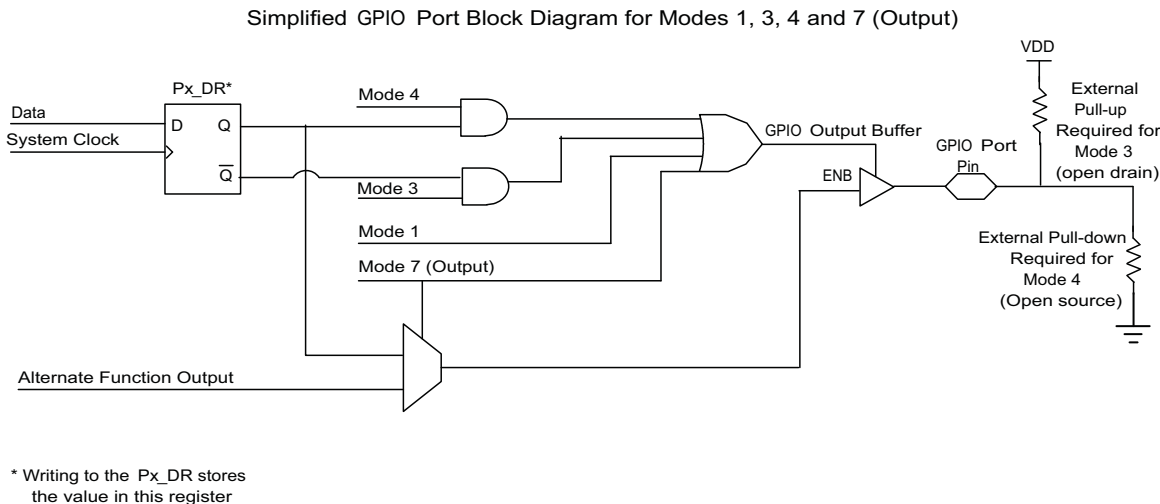 Simplified GPIO Port Block Diagram for Modes 1, 3, 4 and 7 (Output)
VDD
Px_DR*
Mode 4
External
Pull-up
Required for
Mode 3
(open drain)
Data
D
Q
System Clock
GPIO Output Buffer
GPIO Port
Pin
Q
ENB
Mode 3
Mode 1
External Pull-down
Required for
Mode 4
(Open source)
Mode 7 (Output)
Alternate Function Output
* Writing to the Px_DR stores
the value in this register